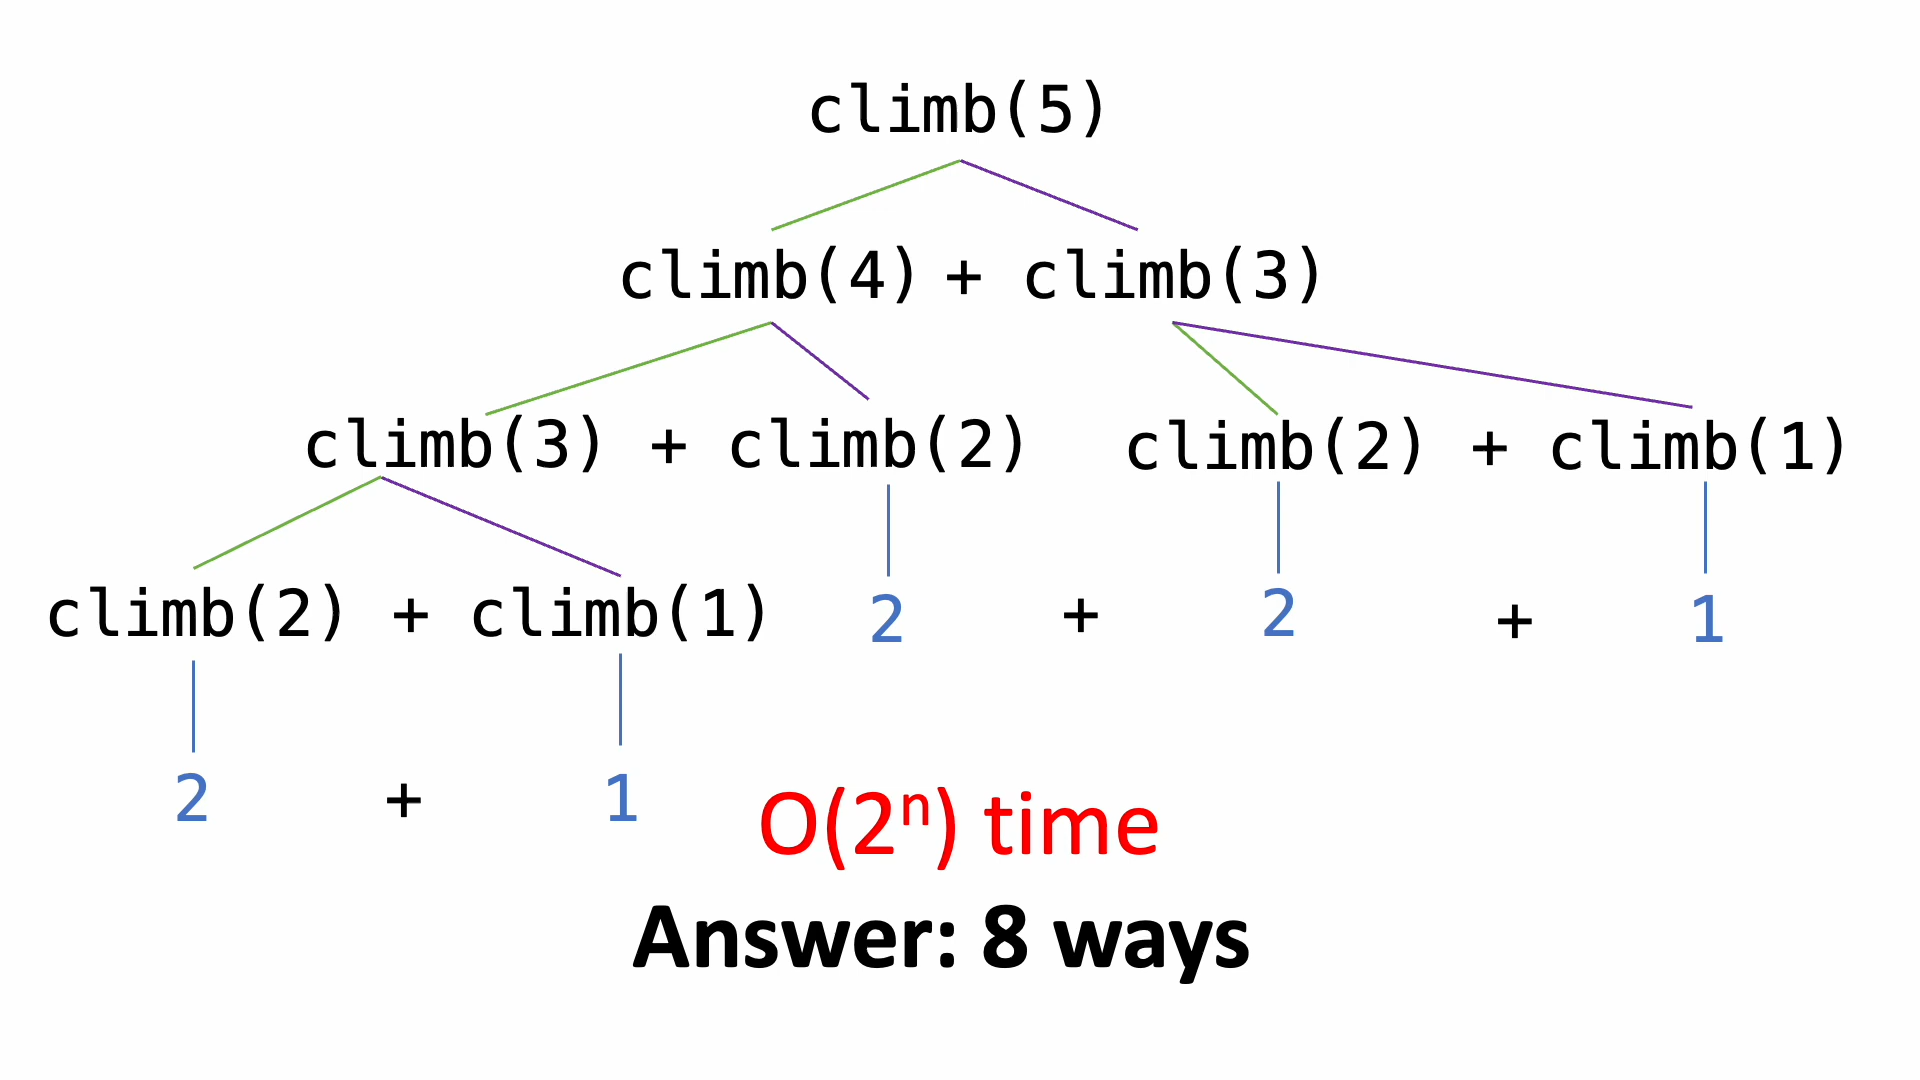 climb(5)
climb(4) + climb(3)
climb(3) + climb(2) climb(2) + climb(1)
climb(2) + climb(1) 2 + 2 + 1
2 + 1
O(2ⁿ) time
Answer: 8 ways